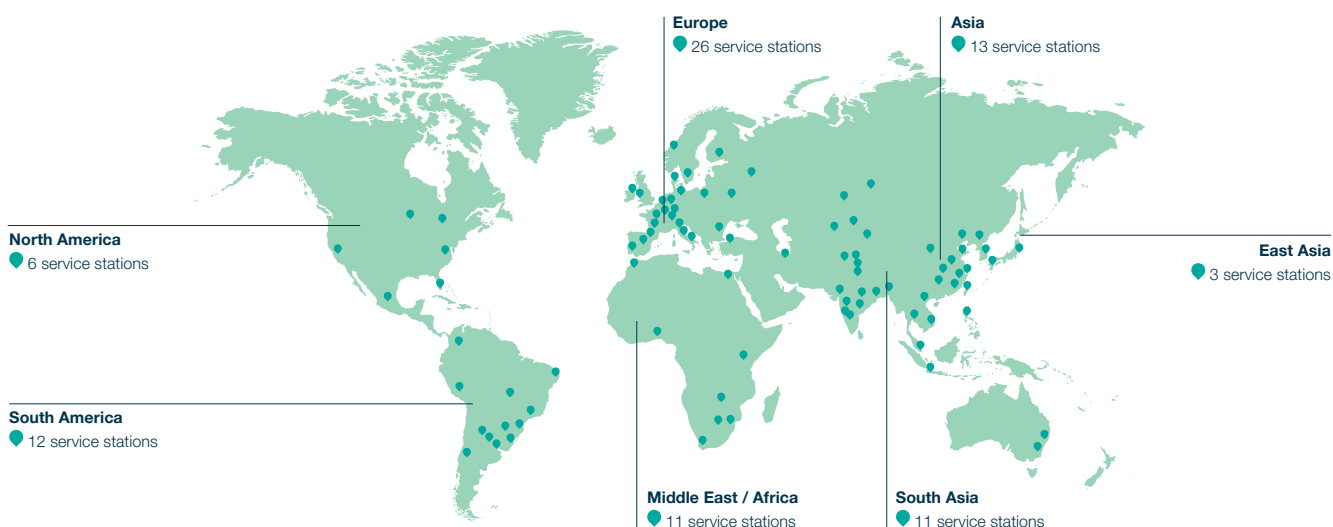 Europe
26 service stations
Asia
13 service stations
North America
6 service stations
East Asia
3 service stations
South America
12 service stations
Middle East / Africa
11 service stations
South Asia
11 service stations